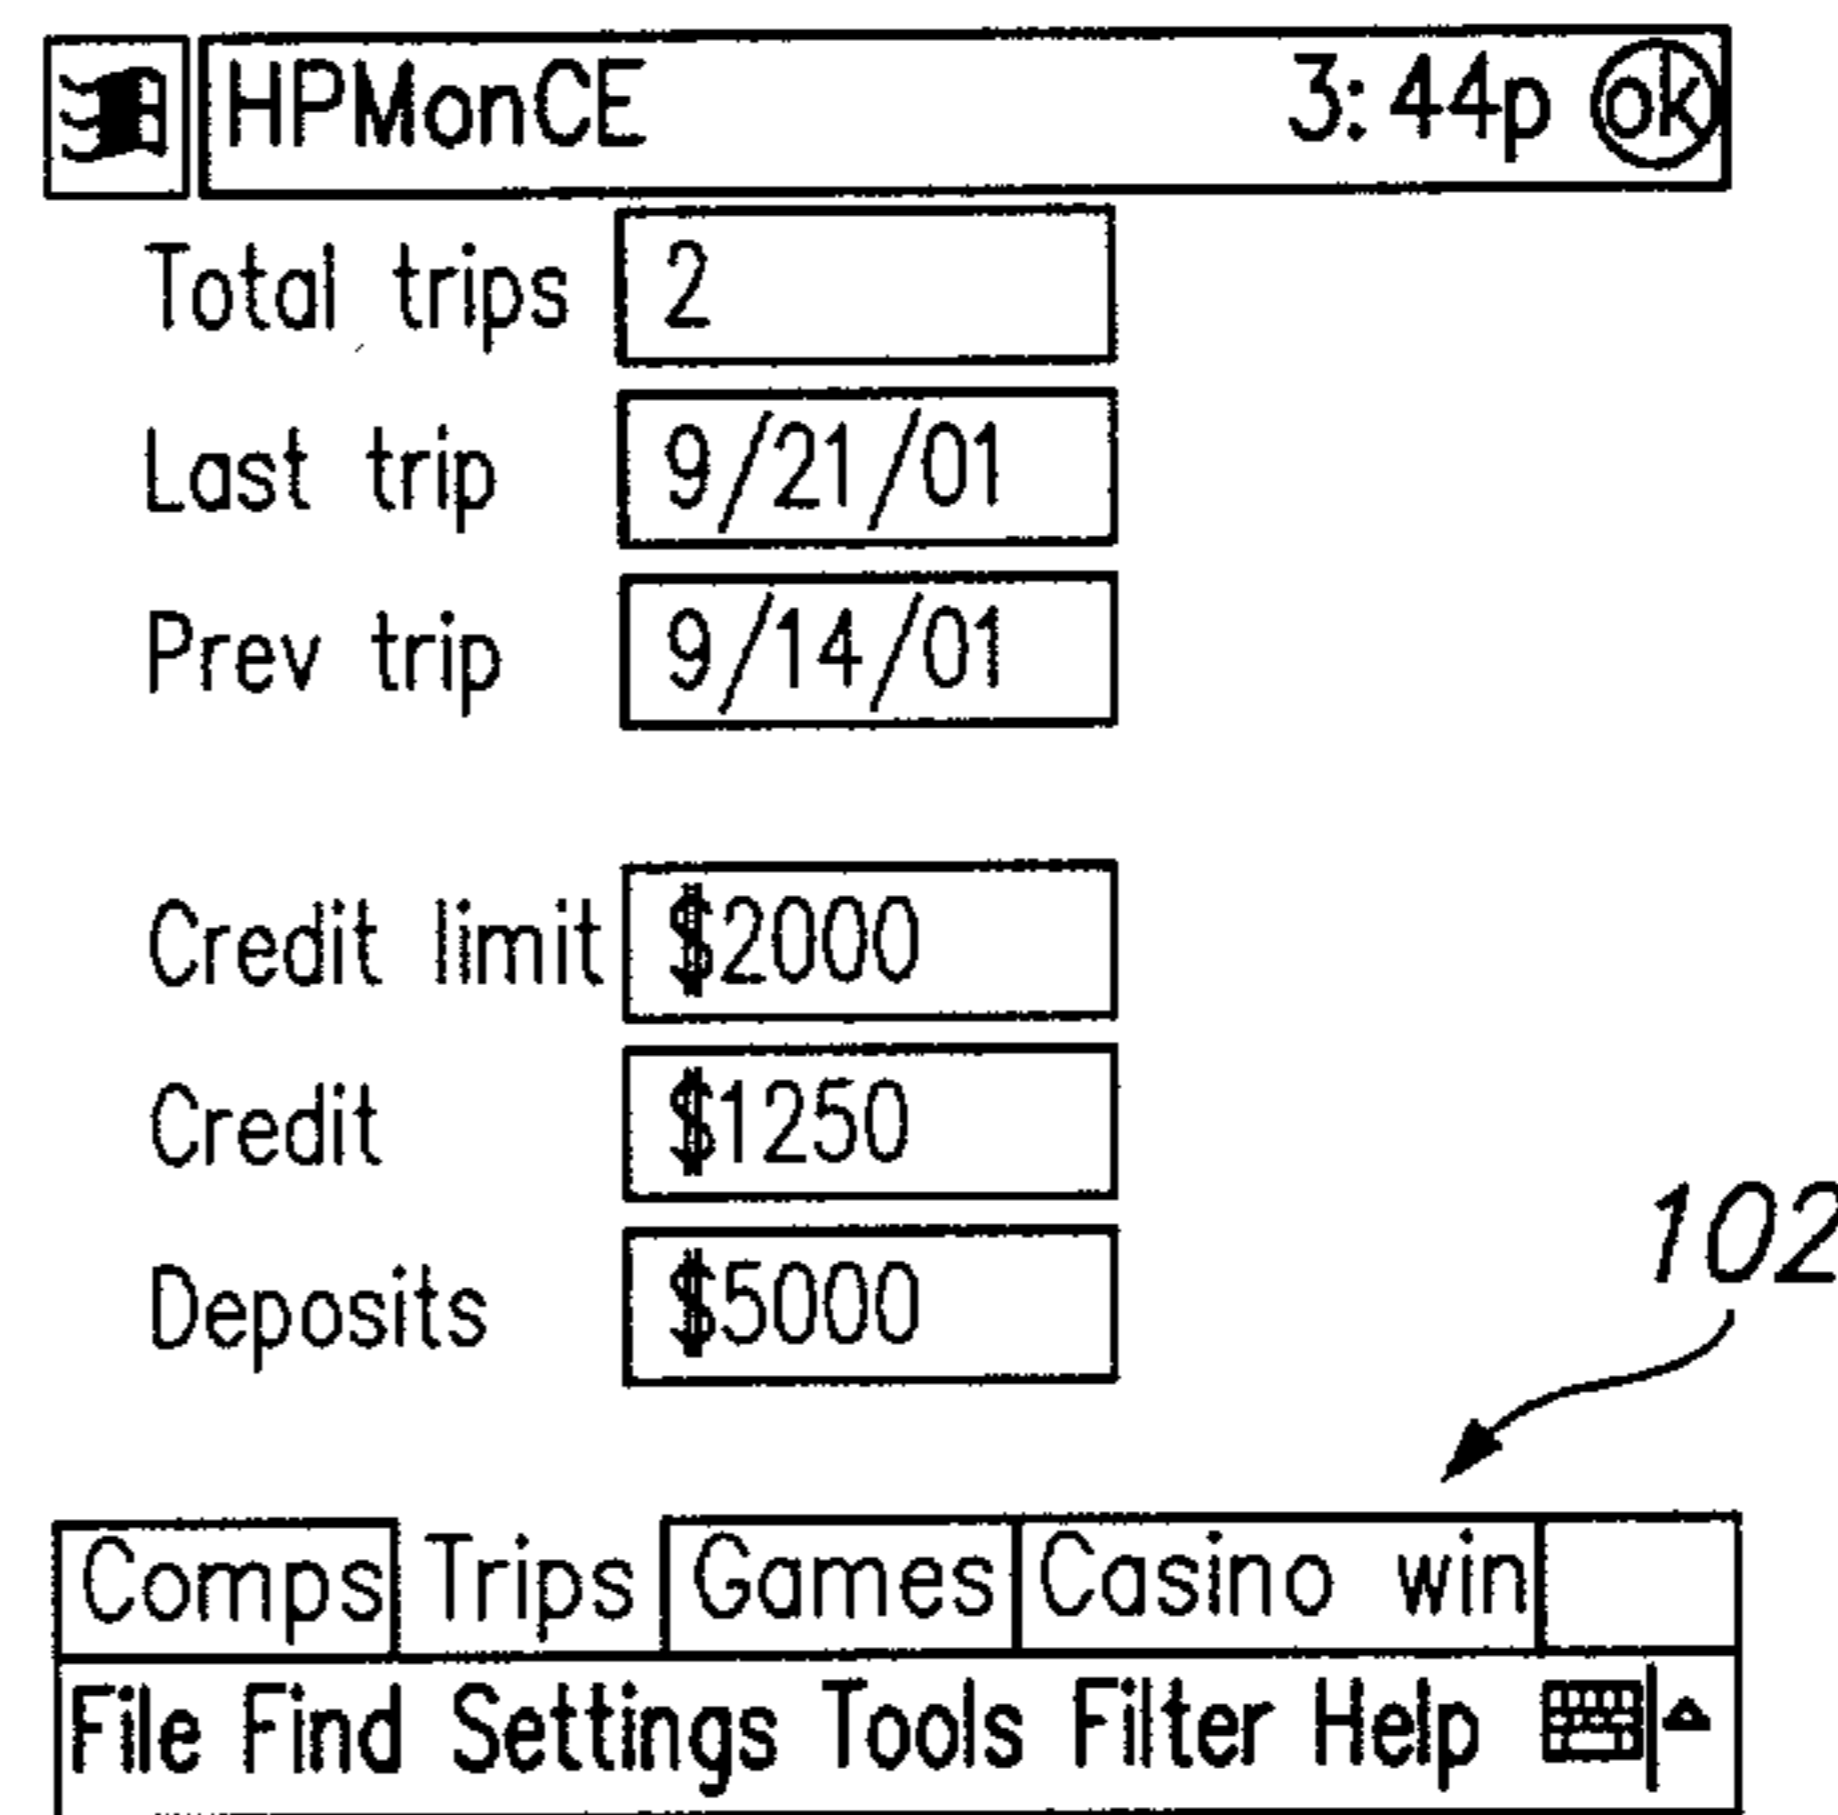 HPMonCE 3:44p ok
Total trips 2
Last trip 9/21/01
Prev trip 9/14/01
Credit limit $2000
Credit $1250
Deposits $5000
102
Comps Trips Games Casino win
File Find Settings Tools Filter Help